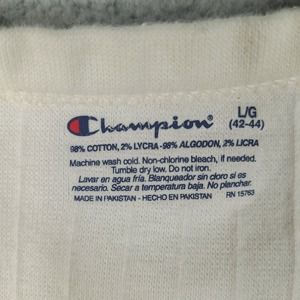 Champion
L/G
(42-44)
98% COTTON, 2% LYCRA-98% ALGODON, 2% LICRA
Machine wash cold. Non-chlorine bleach, if needed.
Tumble dry low. Do not iron.
Lavar en agua fría. Blanqueador sin cloro si es
necesario. Secar a temperatura baja. No planchar.
MADE IN PAKISTAN - HECHO EN PAKISTAN
RN 15763